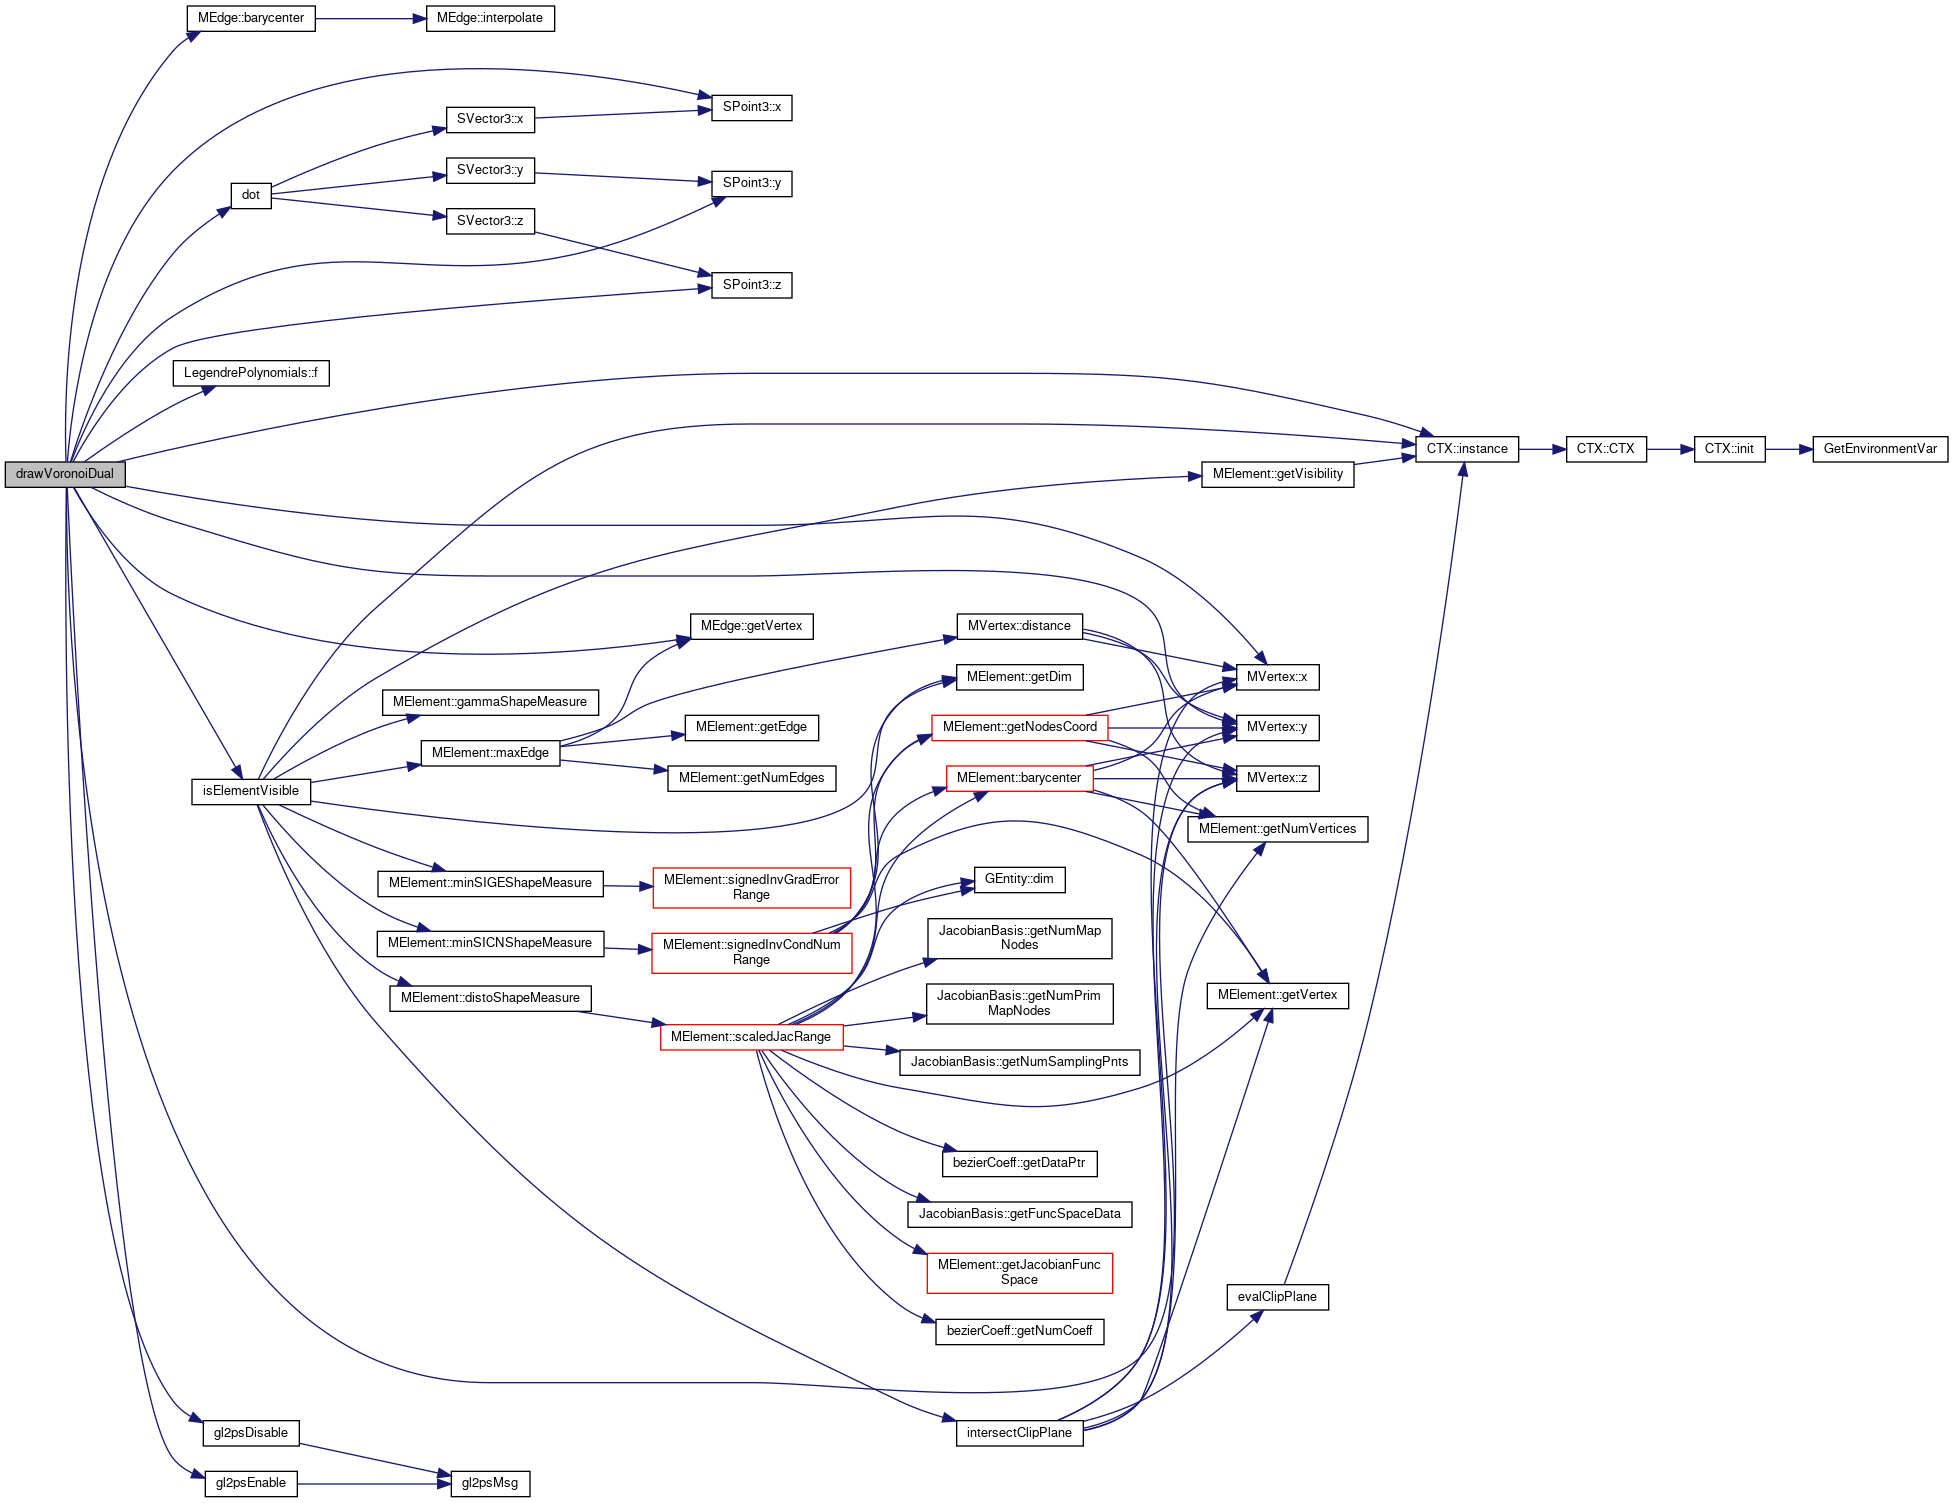 MEdge::barycenter
MEdge::interpolate
SPoint3::x
SVector3::x
SVector3::y
SPoint3::y
dot
SVector3::z
SPoint3::z
LegendrePolynomials::f
drawVoronoiDual
CTX::instance
CTX::CTX
CTX::init
GetEnvironmentVar
MElement::getVisibility
MEdge::getVertex
MVertex::distance
MElement::getDim
MVertex::x
MElement::gammaShapeMeasure
MElement::getEdge
MElement::getNodesCoord
MVertex::y
MElement::maxEdge
MElement::getNumEdges
MElement::barycenter
MVertex::z
isElementVisible
MElement::getNumVertices
MElement::minSIGEShapeMeasure
MElement::signedInvGradError
Range
GEntity::dim
MElement::minSICNShapeMeasure
MElement::signedInvCondNum
Range
JacobianBasis::getNumMap
Nodes
MElement::distoShapeMeasure
JacobianBasis::getNumPrim
MapNodes
MElement::getVertex
MElement::scaledJacRange
JacobianBasis::getNumSamplingPnts
bezierCoeff::getDataPtr
JacobianBasis::getFuncSpaceData
MElement::getJacobianFunc
Space
evalClipPlane
bezierCoeff::getNumCoeff
gl2psDisable
intersectClipPlane
gl2psEnable
gl2psMsg